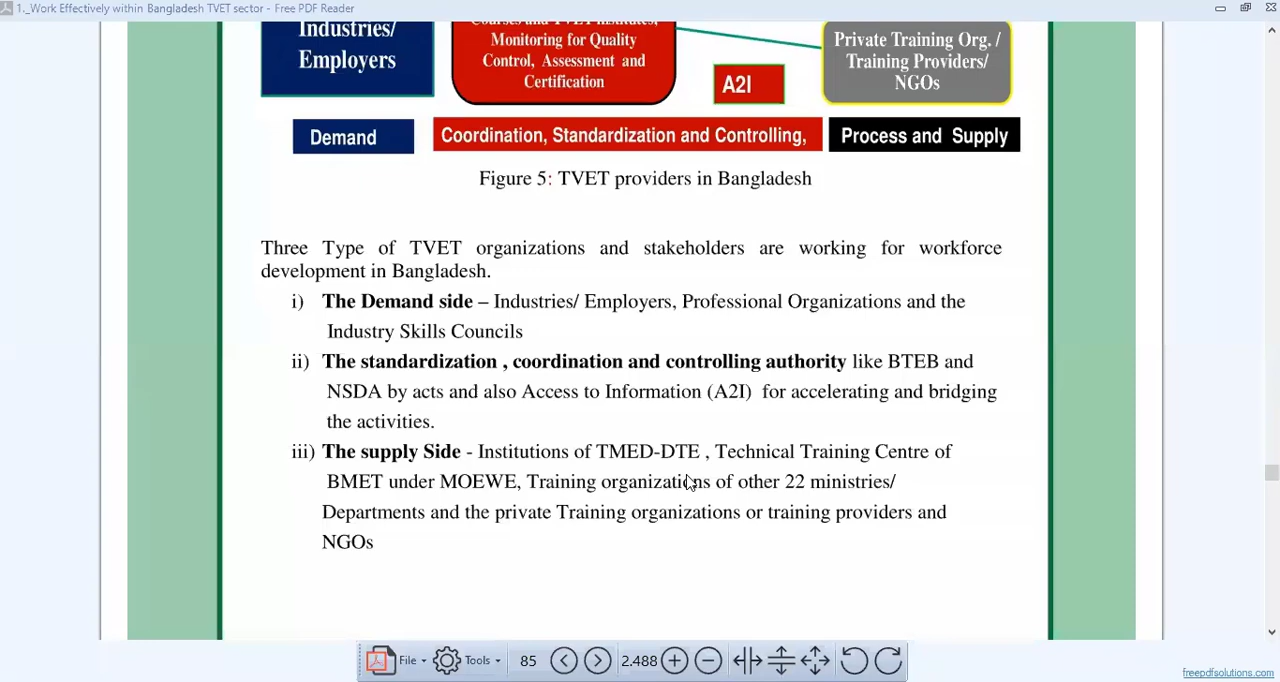 1._Work Effectively within Bangladesh TVET sector - Free PDF Reader
Industries/
Employers
Courses and TVET Institutes,
Monitoring for Quality
Control, Assessment and
Certification
A2I
Private Training Org. /
Training Providers/
NGOs
Demand
Coordination, Standardization and Controlling,
Process and Supply
Figure 5: TVET providers in Bangladesh
Three Type of TVET organizations and stakeholders are working for workforce
development in Bangladesh.
i) The Demand side – Industries/ Employers, Professional Organizations and the
Industry Skills Councils
ii) The standardization , coordination and controlling authority like BTEB and
NSDA by acts and also Access to Information (A2I) for accelerating and bridging
the activities.
iii) The supply Side - Institutions of TMED-DTE , Technical Training Centre of
BMET under MOEWE, Training organizations of other 22 ministries/
Departments and the private Training organizations or training providers and
NGOs
File
Tools
85
2.488
freepdfsolutions.com